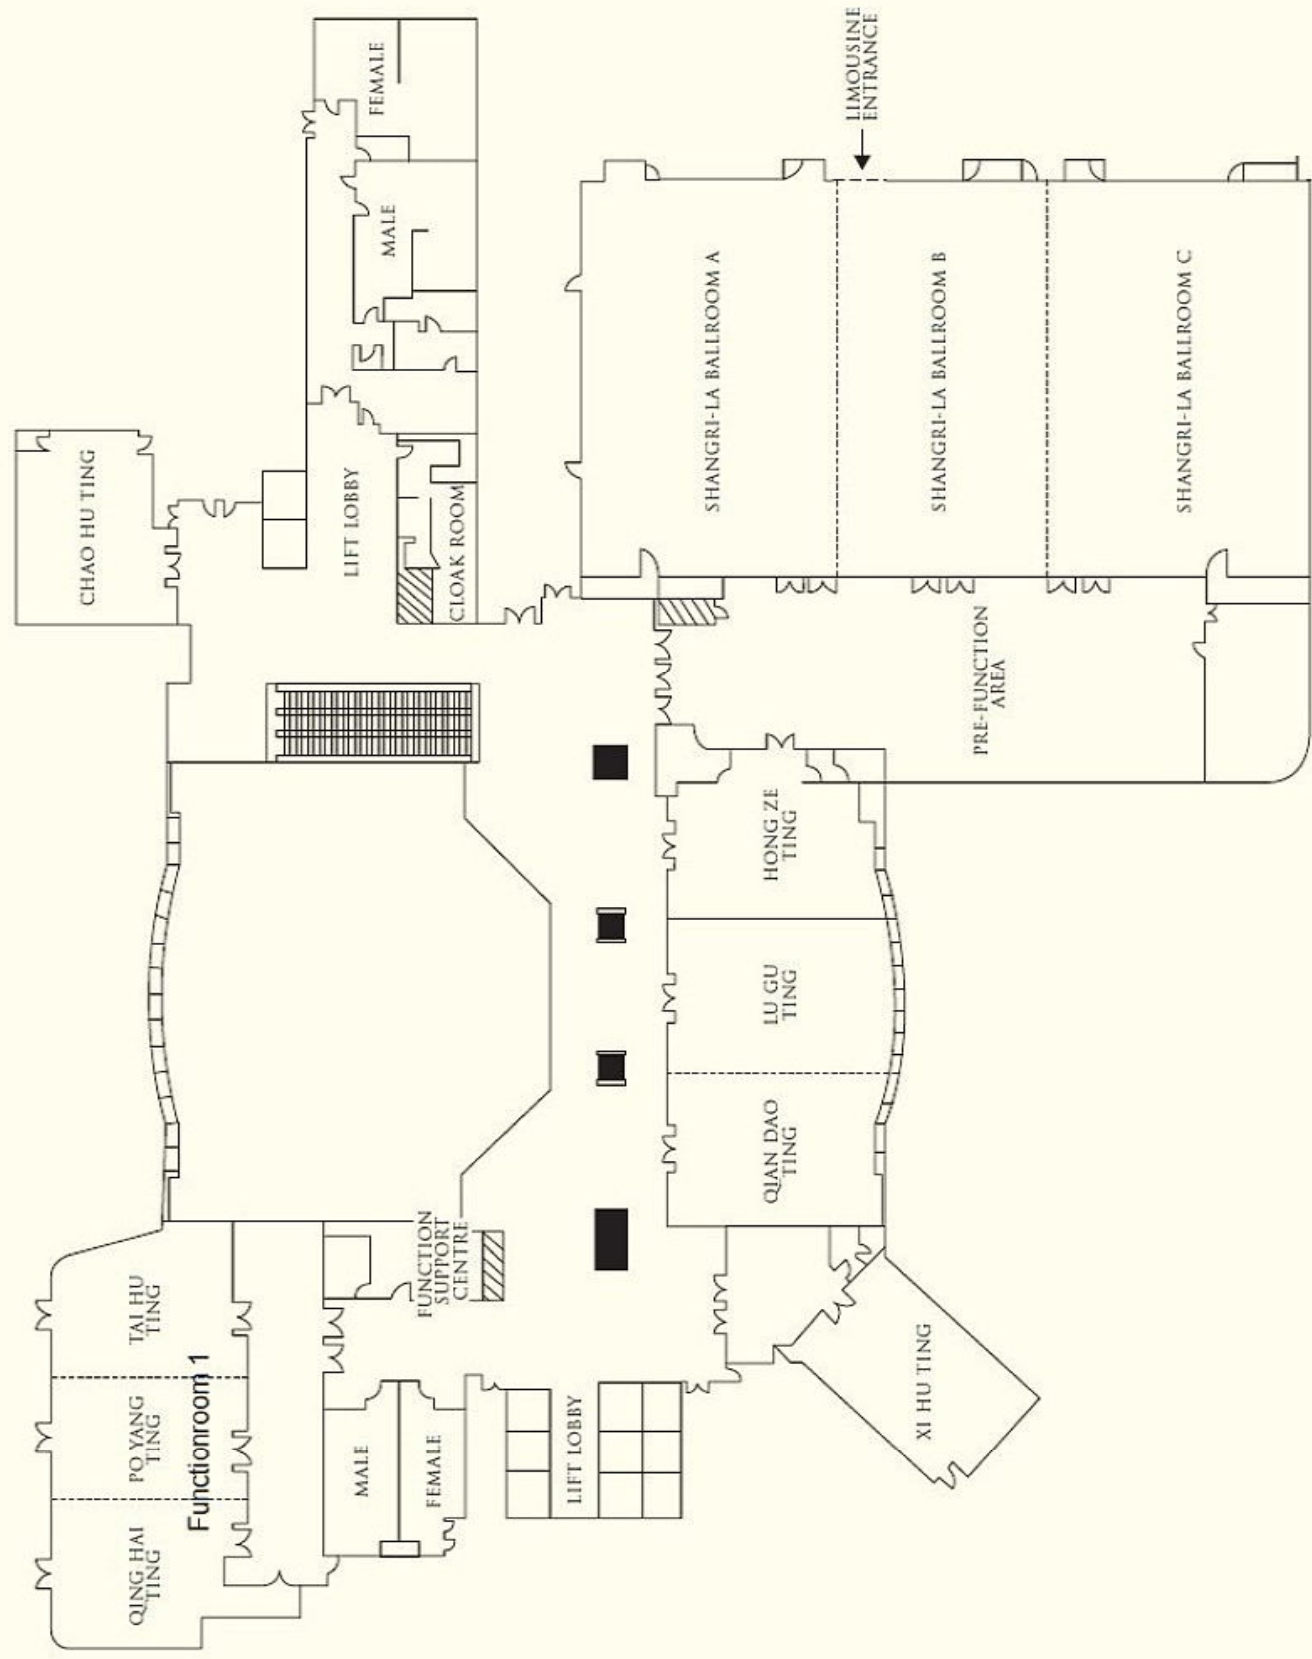 FEMALE
LIMOUSINE
ENTRANCE
MALE
SHANGRI-LA BALLROOM A
SHANGRI-LA BALLROOM B
SHANGRI-LA BALLROOM C
CHAO HU TING
LIFT LOBBY
CLOAK ROOM
PRE-FUNCTION
AREA
HONG ZE
TING
LU GU
TING
QIAN DAO
TING
FUNCTION
SUPPORT
CENTRE
TAI HU
TING
PO YANG
TING
Functionroom 1
QING HAI
TING
MALE
FEMALE
LIFT LOBBY
XI HU TING